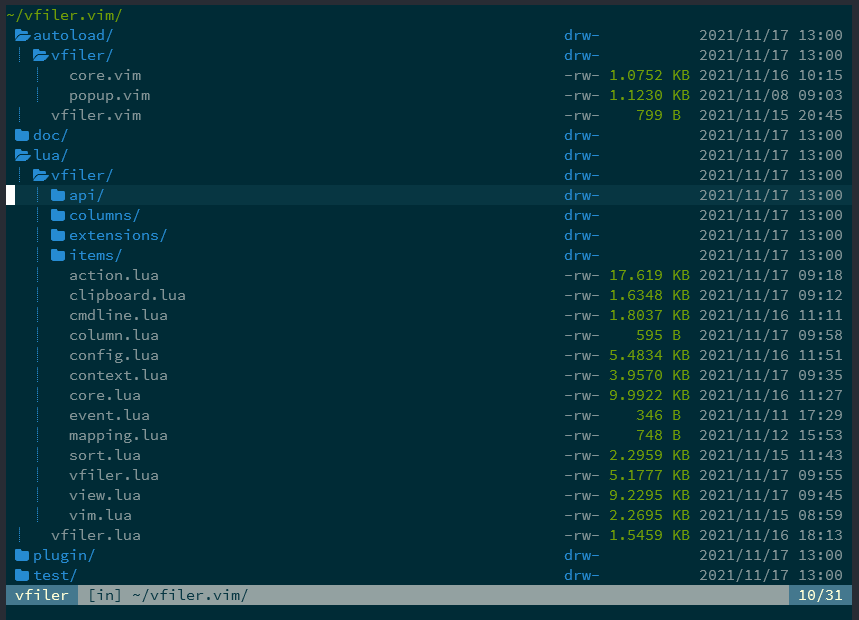 ~/vfiler.vim/
autoload/ drw- 2021/11/17 13:00
vfiler/ drw- 2021/11/17 13:00
core.vim -rw- 1.0752 KB 2021/11/16 10:15
popup.vim -rw- 1.1230 KB 2021/11/08 09:03
vfiler.vim -rw- 799 B 2021/11/15 20:45
doc/ drw- 2021/11/17 13:00
lua/ drw- 2021/11/17 13:00
vfiler/ drw- 2021/11/17 13:00
api/ drw- 2021/11/17 13:00
columns/ drw- 2021/11/17 13:00
extensions/ drw- 2021/11/17 13:00
items/ drw- 2021/11/17 13:00
action.lua -rw- 17.619 KB 2021/11/17 09:18
clipboard.lua -rw- 1.6348 KB 2021/11/17 09:12
cmdline.lua -rw- 1.8037 KB 2021/11/16 11:11
column.lua -rw- 595 B 2021/11/17 09:58
config.lua -rw- 5.4834 KB 2021/11/16 11:51
context.lua -rw- 3.9570 KB 2021/11/17 09:35
core.lua -rw- 9.9922 KB 2021/11/16 11:27
event.lua -rw- 346 B 2021/11/11 17:29
mapping.lua -rw- 748 B 2021/11/12 15:53
sort.lua -rw- 2.2959 KB 2021/11/15 11:43
vfiler.lua -rw- 5.1777 KB 2021/11/17 09:55
view.lua -rw- 9.2295 KB 2021/11/17 09:45
vim.lua -rw- 2.2695 KB 2021/11/15 08:59
vfiler.lua -rw- 1.5459 KB 2021/11/16 18:13
plugin/ drw- 2021/11/17 13:00
test/ drw- 2021/11/17 13:00
vfiler [in] ~/vfiler.vim/ 10/31